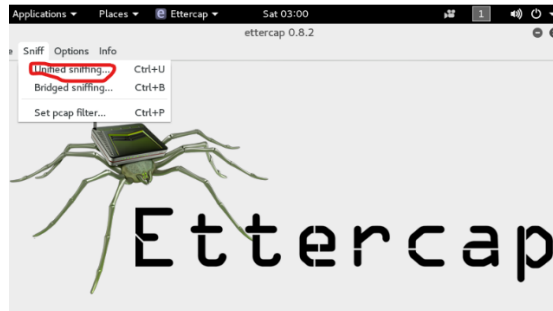 Applications Places Ettercap Sat 03:00 1
ettercap 0.8.2
e Sniff Options Info
Unified sniffing... Ctrl+U
Bridged sniffing... Ctrl+B
Set pcap filter... Ctrl+P
Ettercap